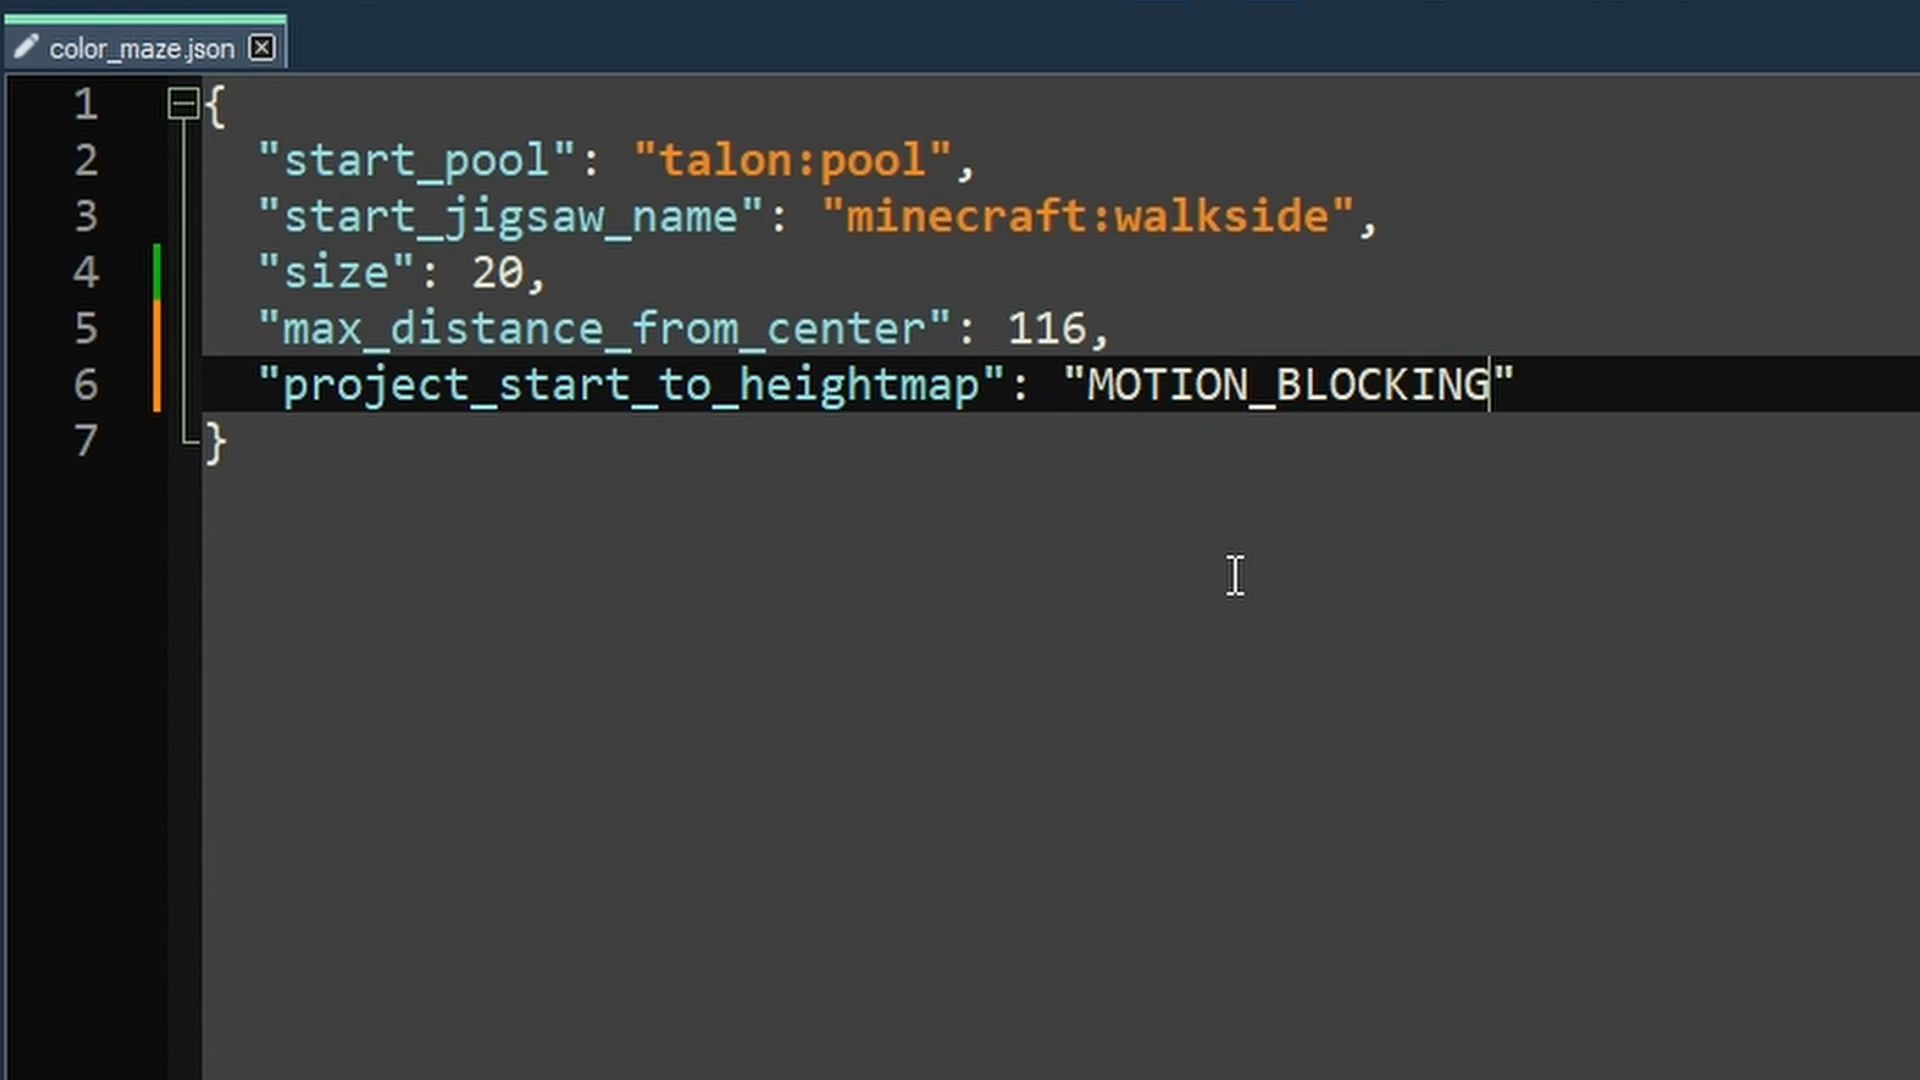 color_maze.json
1 {
2 "start_pool": "talon:pool",
3 "start_jigsaw_name": "minecraft:walkside",
4 "size": 20,
5 "max_distance_from_center": 116,
6 "project_start_to_heightmap": "MOTION_BLOCKING"
7 }